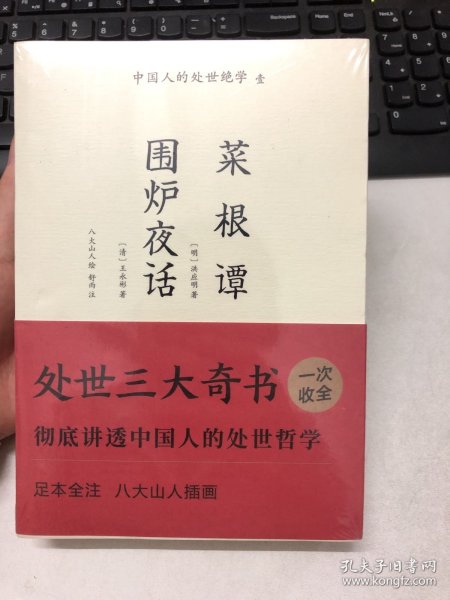 中国人的处世绝学 壹
菜根谭
[明]洪应明 著
围炉夜话
[清]王永彬 著
八大山人 绘 舒雨 注
处世三大奇书
一次
收全
彻底讲透中国人的处世哲学
足本全注 八大山人插画
孔夫子旧书网
www.kongfz.com